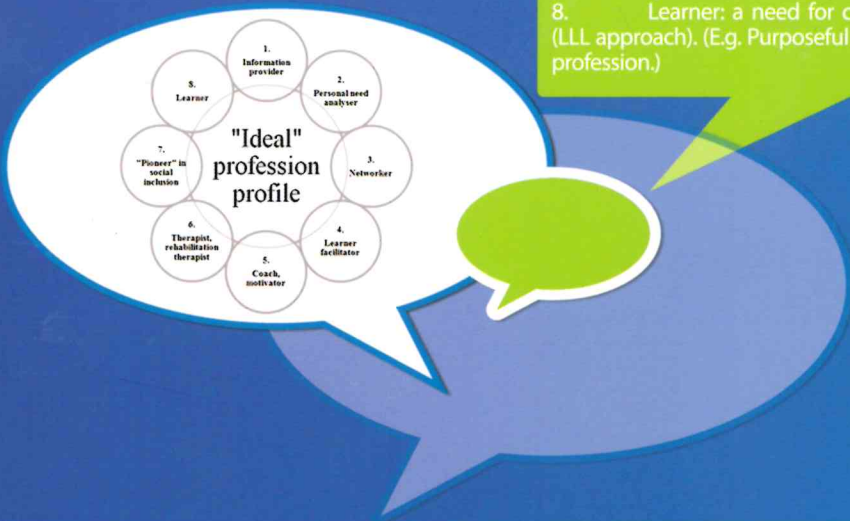 8. Learner: a need for
(LLL approach). (E.g. Purposeful
profession.)
1.
Information
provider
2.
Personal need
analyser
3.
Networker
4.
Learner
facilitator
5.
Coach,
motivator
6.
Therapist,
rehabilitation
therapist
7.
"Pioneer" in
social
inclusion
8.
Learner
"Ideal"
profession
profile